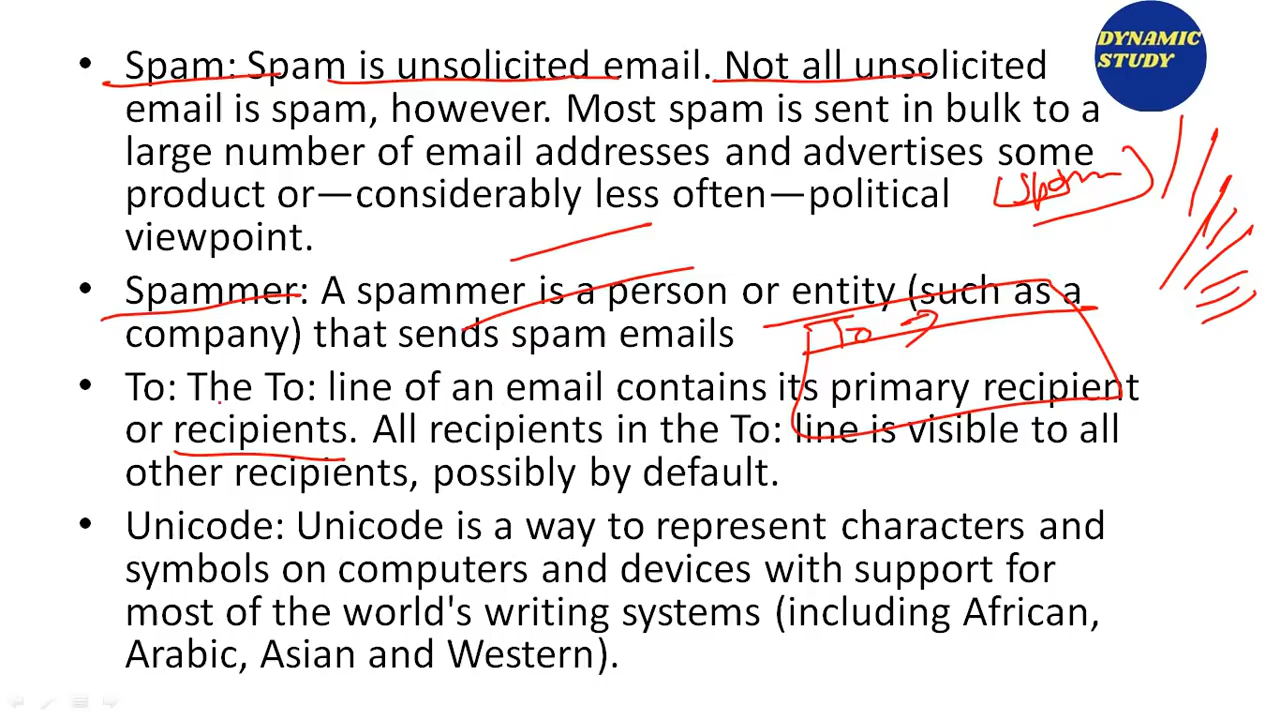 DYNAMIC
STUDY
• Spam: Spam is unsolicited email. Not all unsolicited
email is spam, however. Most spam is sent in bulk to a
large number of email addresses and advertises some
product or—considerably less often—political
viewpoint.
(Spam)
• Spammer: A spammer is a person or entity (such as a
company) that sends spam emails
To →
• To: The To: line of an email contains its primary recipient
or recipients. All recipients in the To: line is visible to all
other recipients, possibly by default.
• Unicode: Unicode is a way to represent characters and
symbols on computers and devices with support for
most of the world's writing systems (including African,
Arabic, Asian and Western).